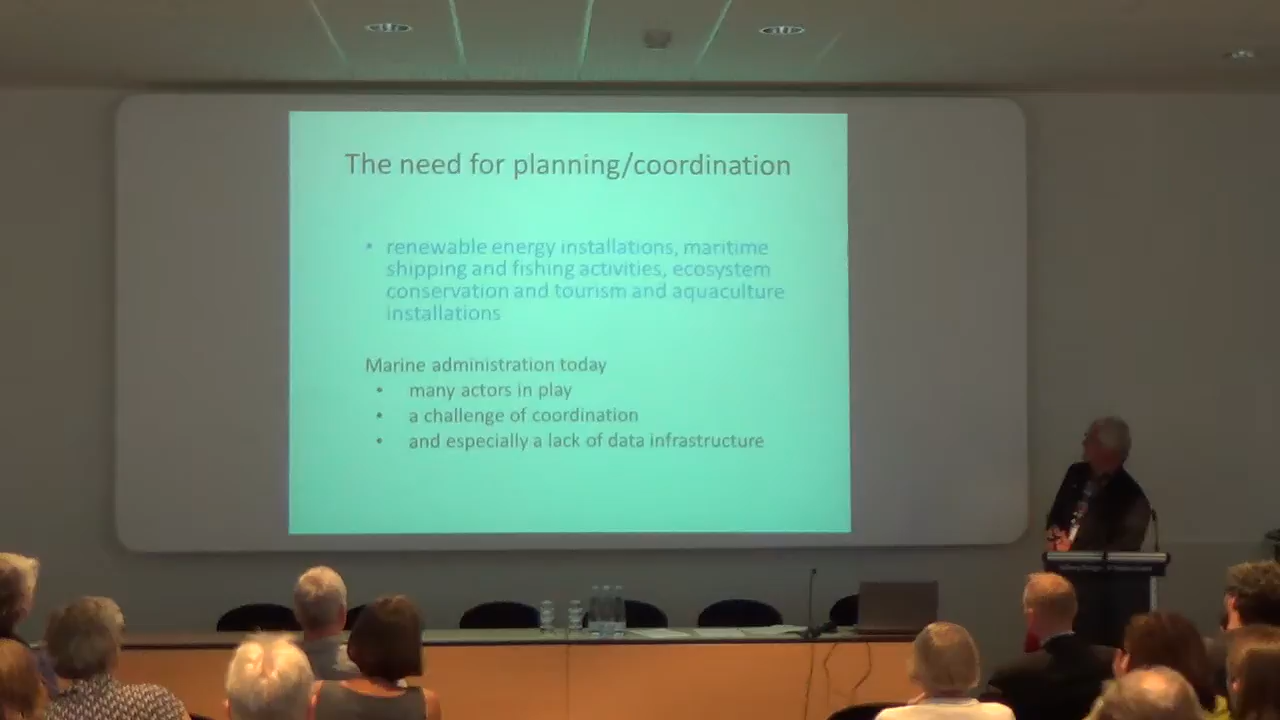 The need for planning/coordination
• renewable energy installations, maritime
shipping and fishing activities, ecosystem
conservation and tourism and aquaculture
installations
Marine administration today
• many actors in play
• a challenge of coordination
• and especially a lack of data infrastructure